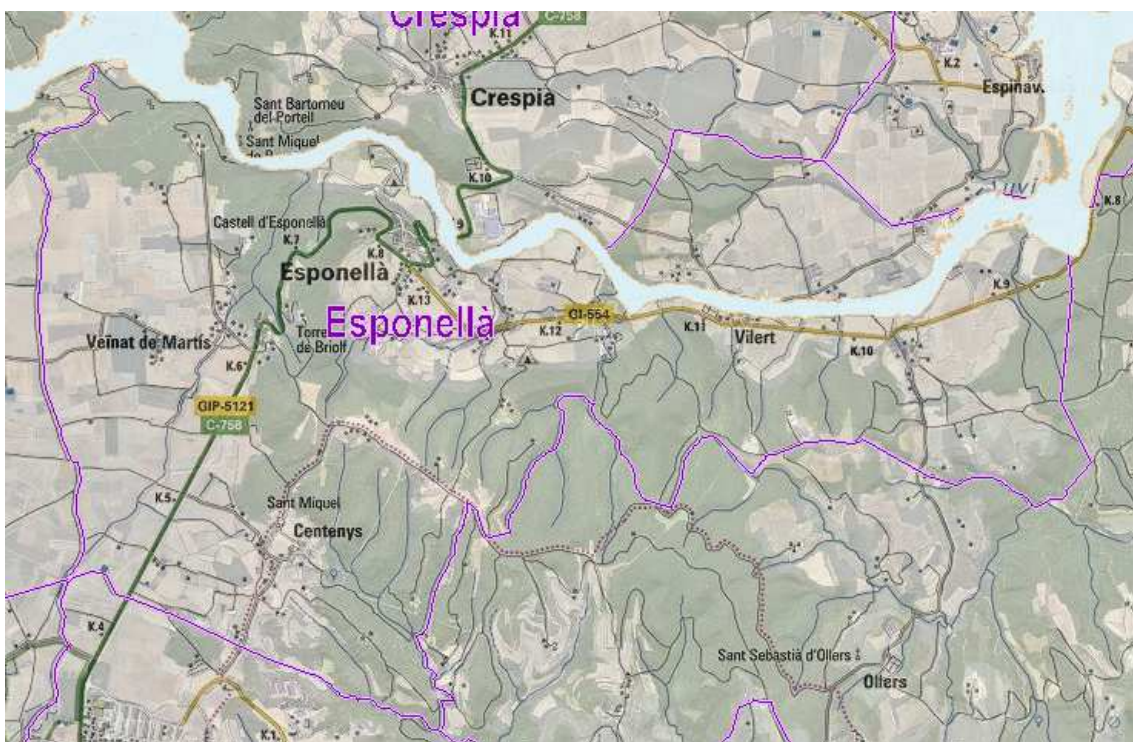 Crespià
C-758
K.11
K.2
Espinav.
Crespià
Sant Bartomeu
del Portell
Sant Miquel
K.10
K.8
Castell d'Esponellà
K.7
K.8
9
Esponellà
K.13
K.9
Esponellà
GI-554
K.12
K.11
Vilert
K.10
Torre
de Briolf
Veïnat de Martís
K.6
GIP-5121
C-758
K.5
Sant Miquel
Centenys
K.4
Sant Sebastià d'Ollers
Ollers
K.1